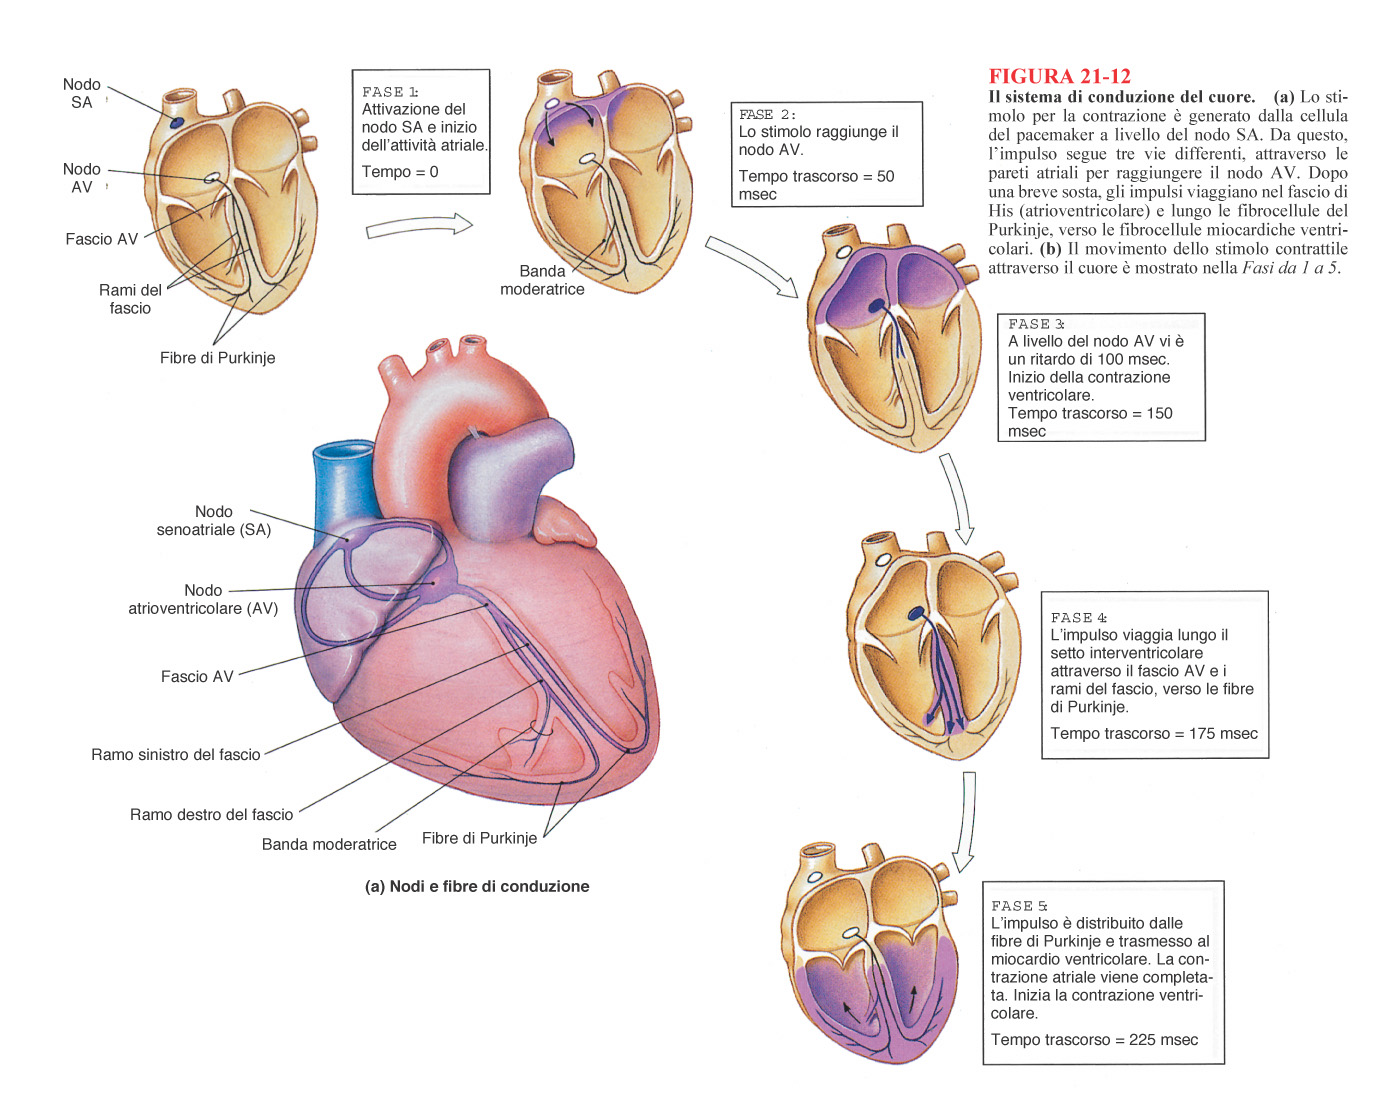 FIGURA 21-12
Il sistema di conduzione del cuore. (a) Lo sti-
molo per la contrazione è generato dalla cellula
del pacemaker a livello del nodo SA. Da questo,
l'impulso segue tre vie differenti, attraverso le
pareti atriali per raggiungere il nodo AV. Dopo
una breve sosta, gli impulsi viaggiano nel fascio di
His (atrioventricolare) e lungo le fibrocellule del
Purkinje, verso le fibrocellule miocardiche ventri-
colari. (b) Il movimento dello stimolo contrattile
attraverso il cuore è mostrato nella Fasi da 1 a 5.
Nodo
SA
Nodo
AV
Fascio AV
Rami del
fascio
Fibre di Purkinje
FASE 1:
Attivazione del
nodo SA e inizio
dell'attività atriale.
Tempo = 0
Banda
moderatrice
FASE 2:
Lo stimolo raggiunge il
nodo AV.
Tempo trascorso = 50
msec
FASE 3:
A livello del nodo AV vi è
un ritardo di 100 msec.
Inizio della contrazione
ventricolare.
Tempo trascorso = 150
msec
FASE 4:
L'impulso viaggia lungo il
setto interventricolare
attraverso il fascio AV e i
rami del fascio, verso le fibre
di Purkinje.
Tempo trascorso = 175 msec
FASE 5:
L'impulso è distribuito dalle
fibre di Purkinje e trasmesso al
miocardio ventricolare. La con-
trazione atriale viene completa-
ta. Inizia la contrazione ventri-
colare.
Tempo trascorso = 225 msec
Nodo
senoatriale (SA)
Nodo
atrioventricolare (AV)
Fascio AV
Ramo sinistro del fascio
Ramo destro del fascio
Banda moderatrice
Fibre di Purkinje
(a) Nodi e fibre di conduzione